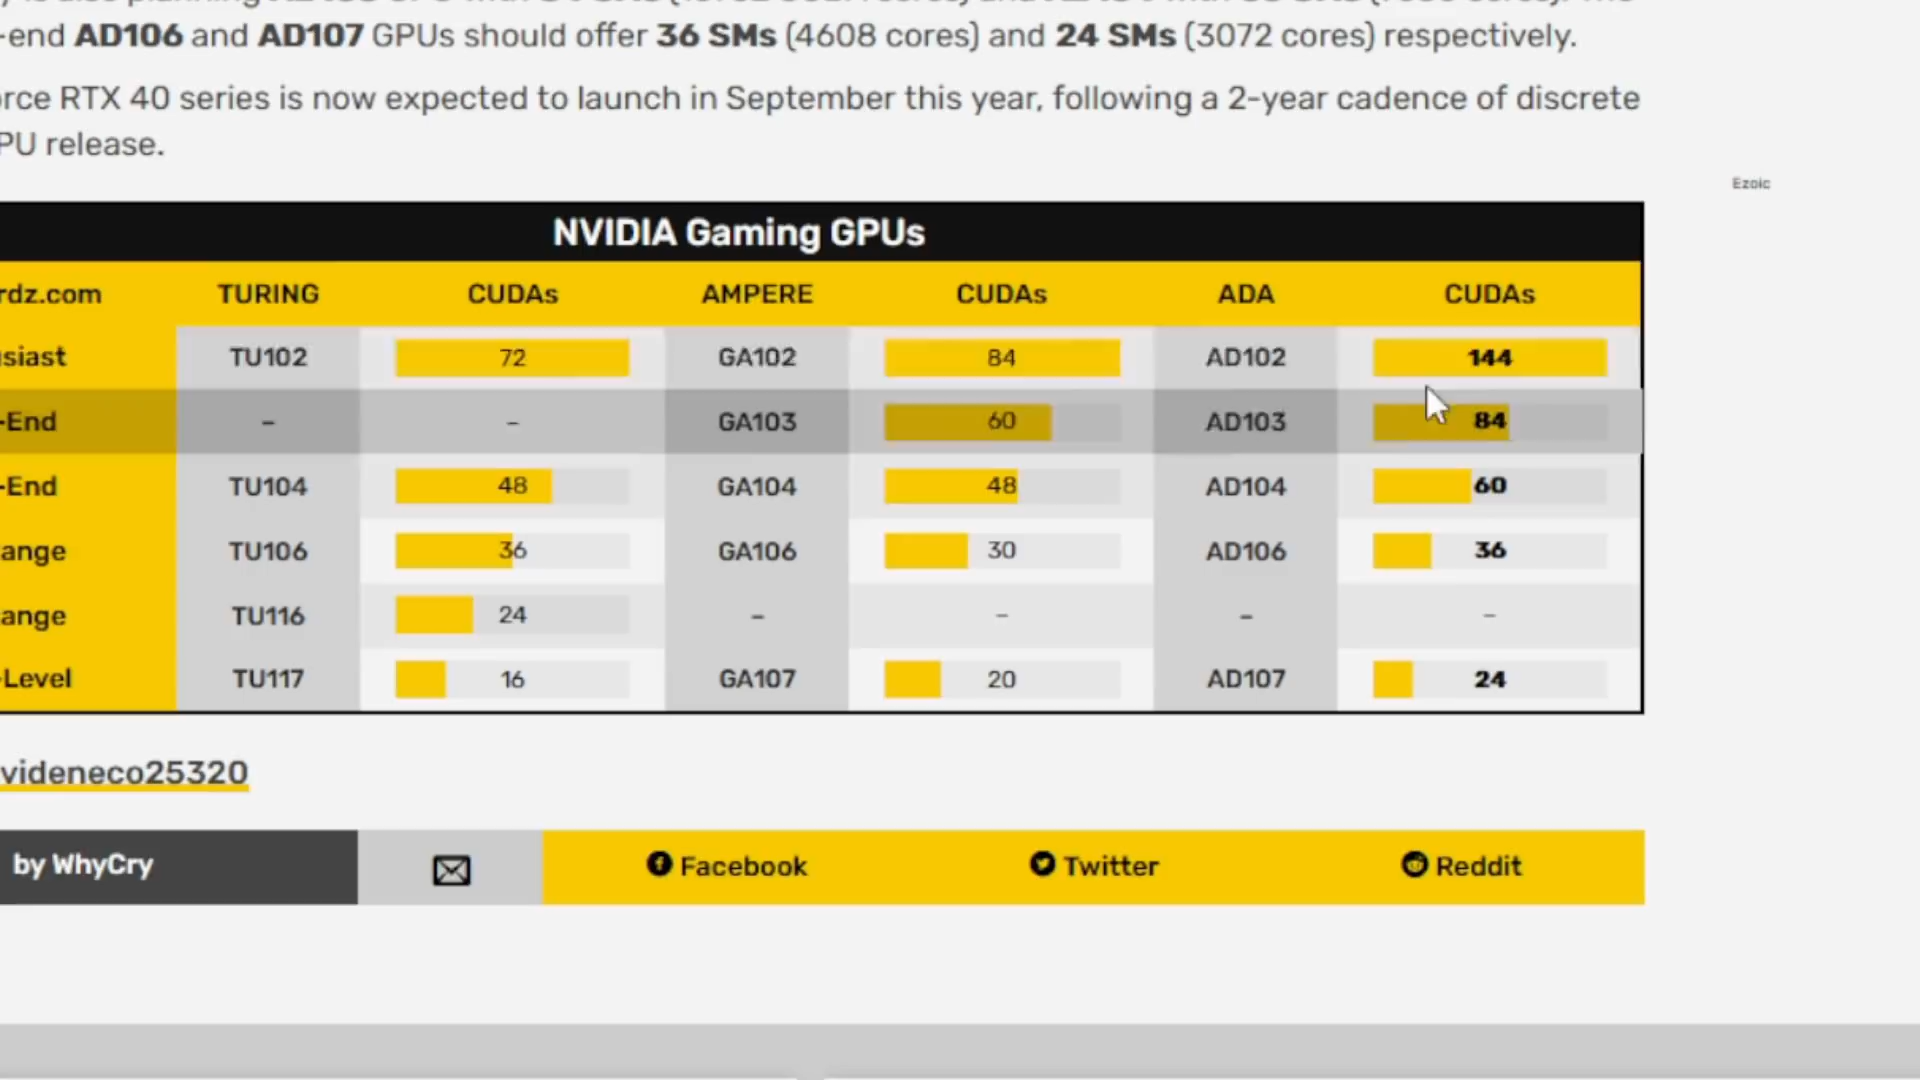 -end AD106 and AD107 GPUs should offer 36 SMs (4608 cores) and 24 SMs (3072 cores) respectively.
orce RTX 40 series is now expected to launch in September this year, following a 2-year cadence of discrete
PU release.
Ezoic
NVIDIA Gaming GPUs
rdz.com TURING CUDAs AMPERE CUDAs ADA CUDAs
usiast TU102 72 GA102 84 AD102 144
-End – – GA103 60 AD103 84
-End TU104 48 GA104 48 AD104 60
ange TU106 36 GA106 30 AD106 36
ange TU116 24 – – – –
-Level TU117 16 GA107 20 AD107 24
videneco25320
by WhyCry Facebook Twitter Reddit